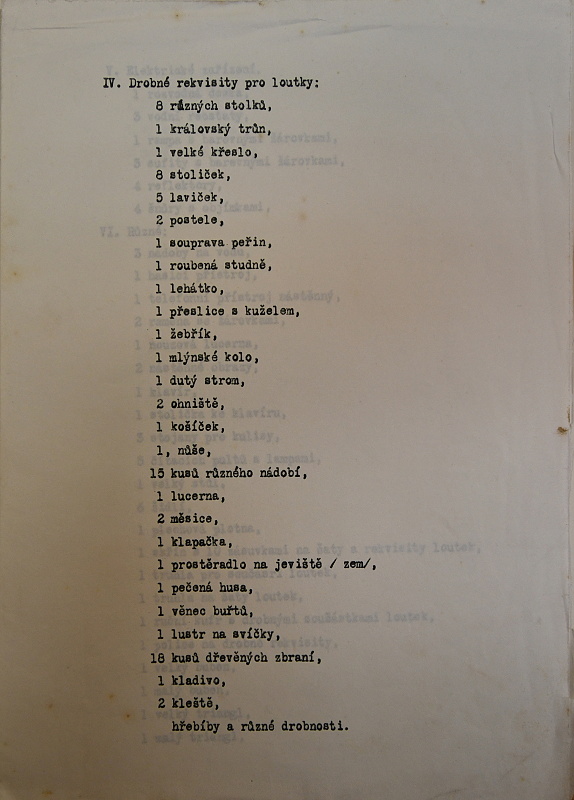 IV. Drobné rekvisity pro loutky:
8 různých stolků,
1 královský trůn,
1 velké křeslo,
8 stoliček,
5 laviček,
2 postele,
1 souprava peřin,
1 roubená studně,
1 lehátko,
1 přeslice s kuželem,
1 žebřík,
1 mlýnské kolo,
1 dutý strom,
2 ohniště,
1 košíček,
1, nůše,
15 kusů různého nádobí,
1 lucerna,
2 měsice,
1 klapačka,
1 prostěradlo na jeviště / zem/,
1 pečená husa,
1 věnec buřtů,
1 lustr na svíčky,
18 kusů dřevěných zbraní,
1 kladivo,
2 kleště,
hřebíby a různé drobnosti.